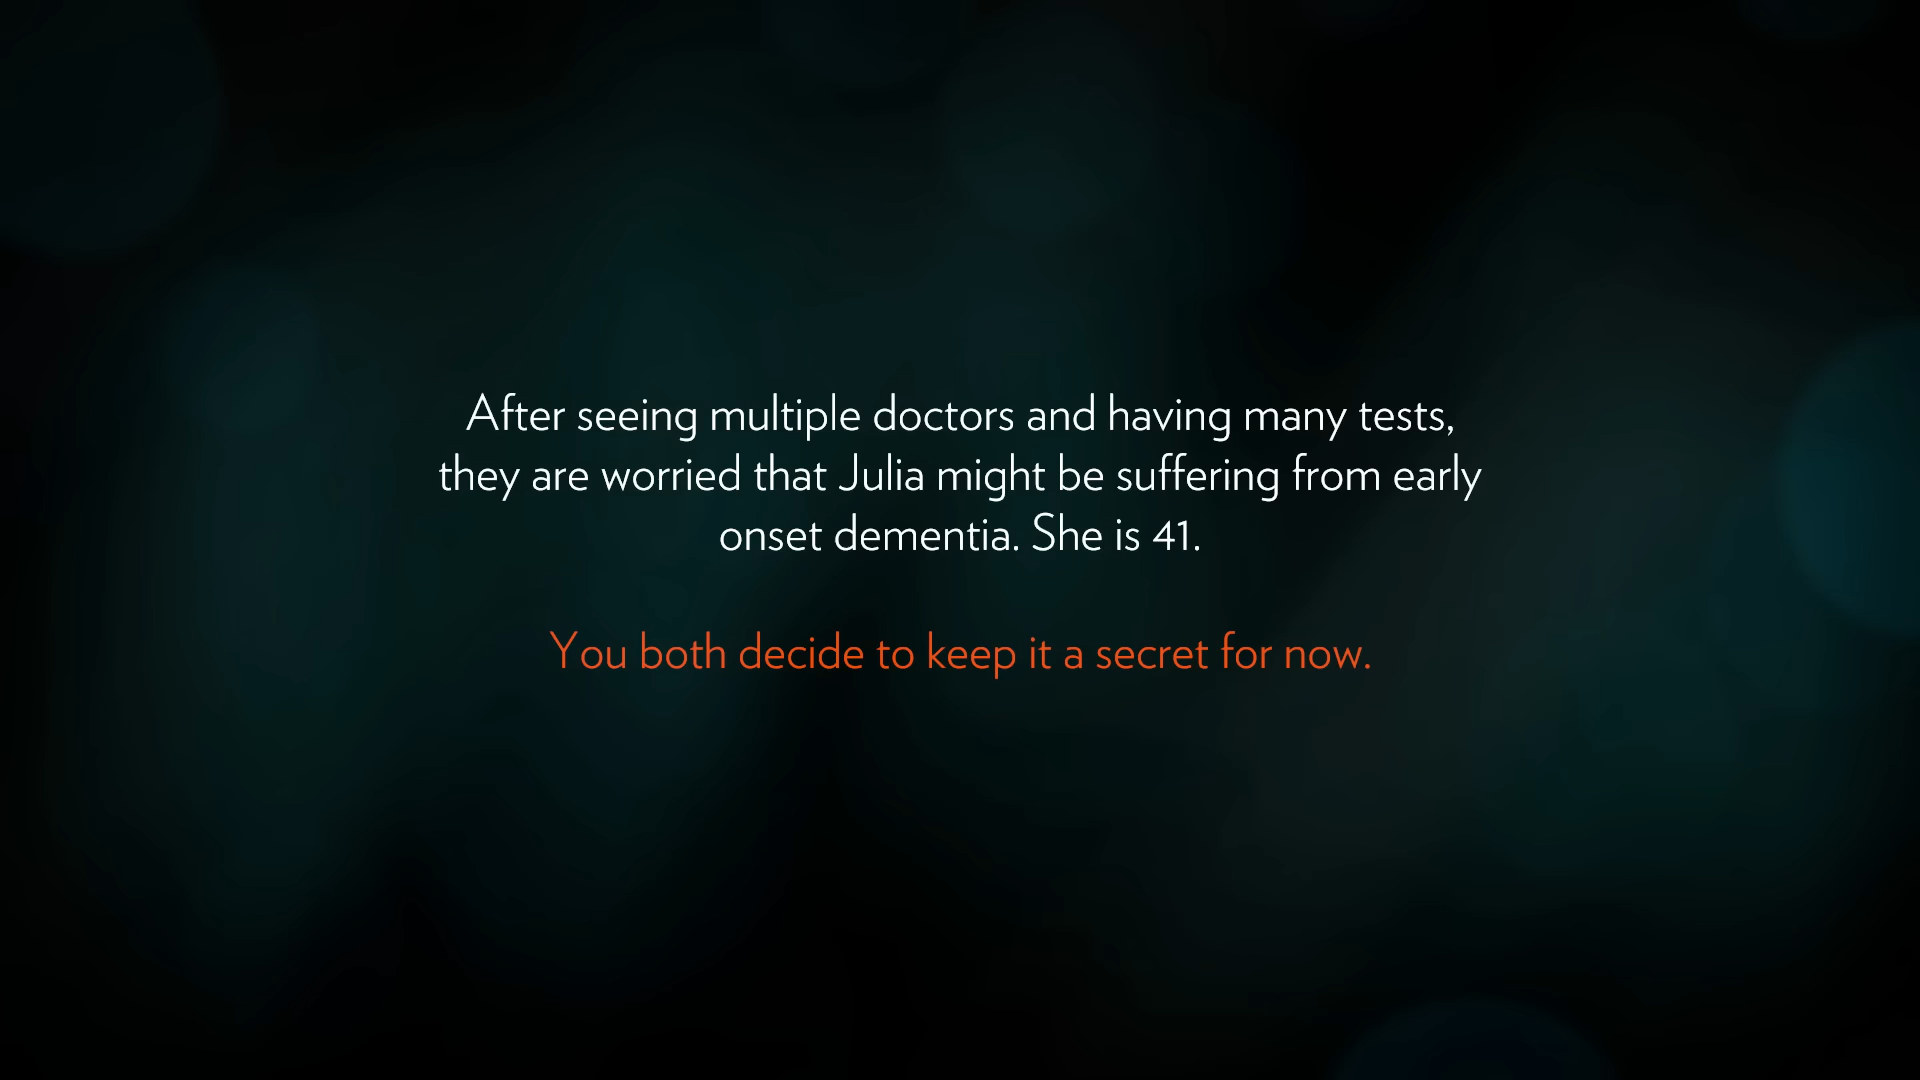 After seeing multiple doctors and having many tests,
they are worried that Julia might be suffering from early
onset dementia. She is 41.
You both decide to keep it a secret for now.